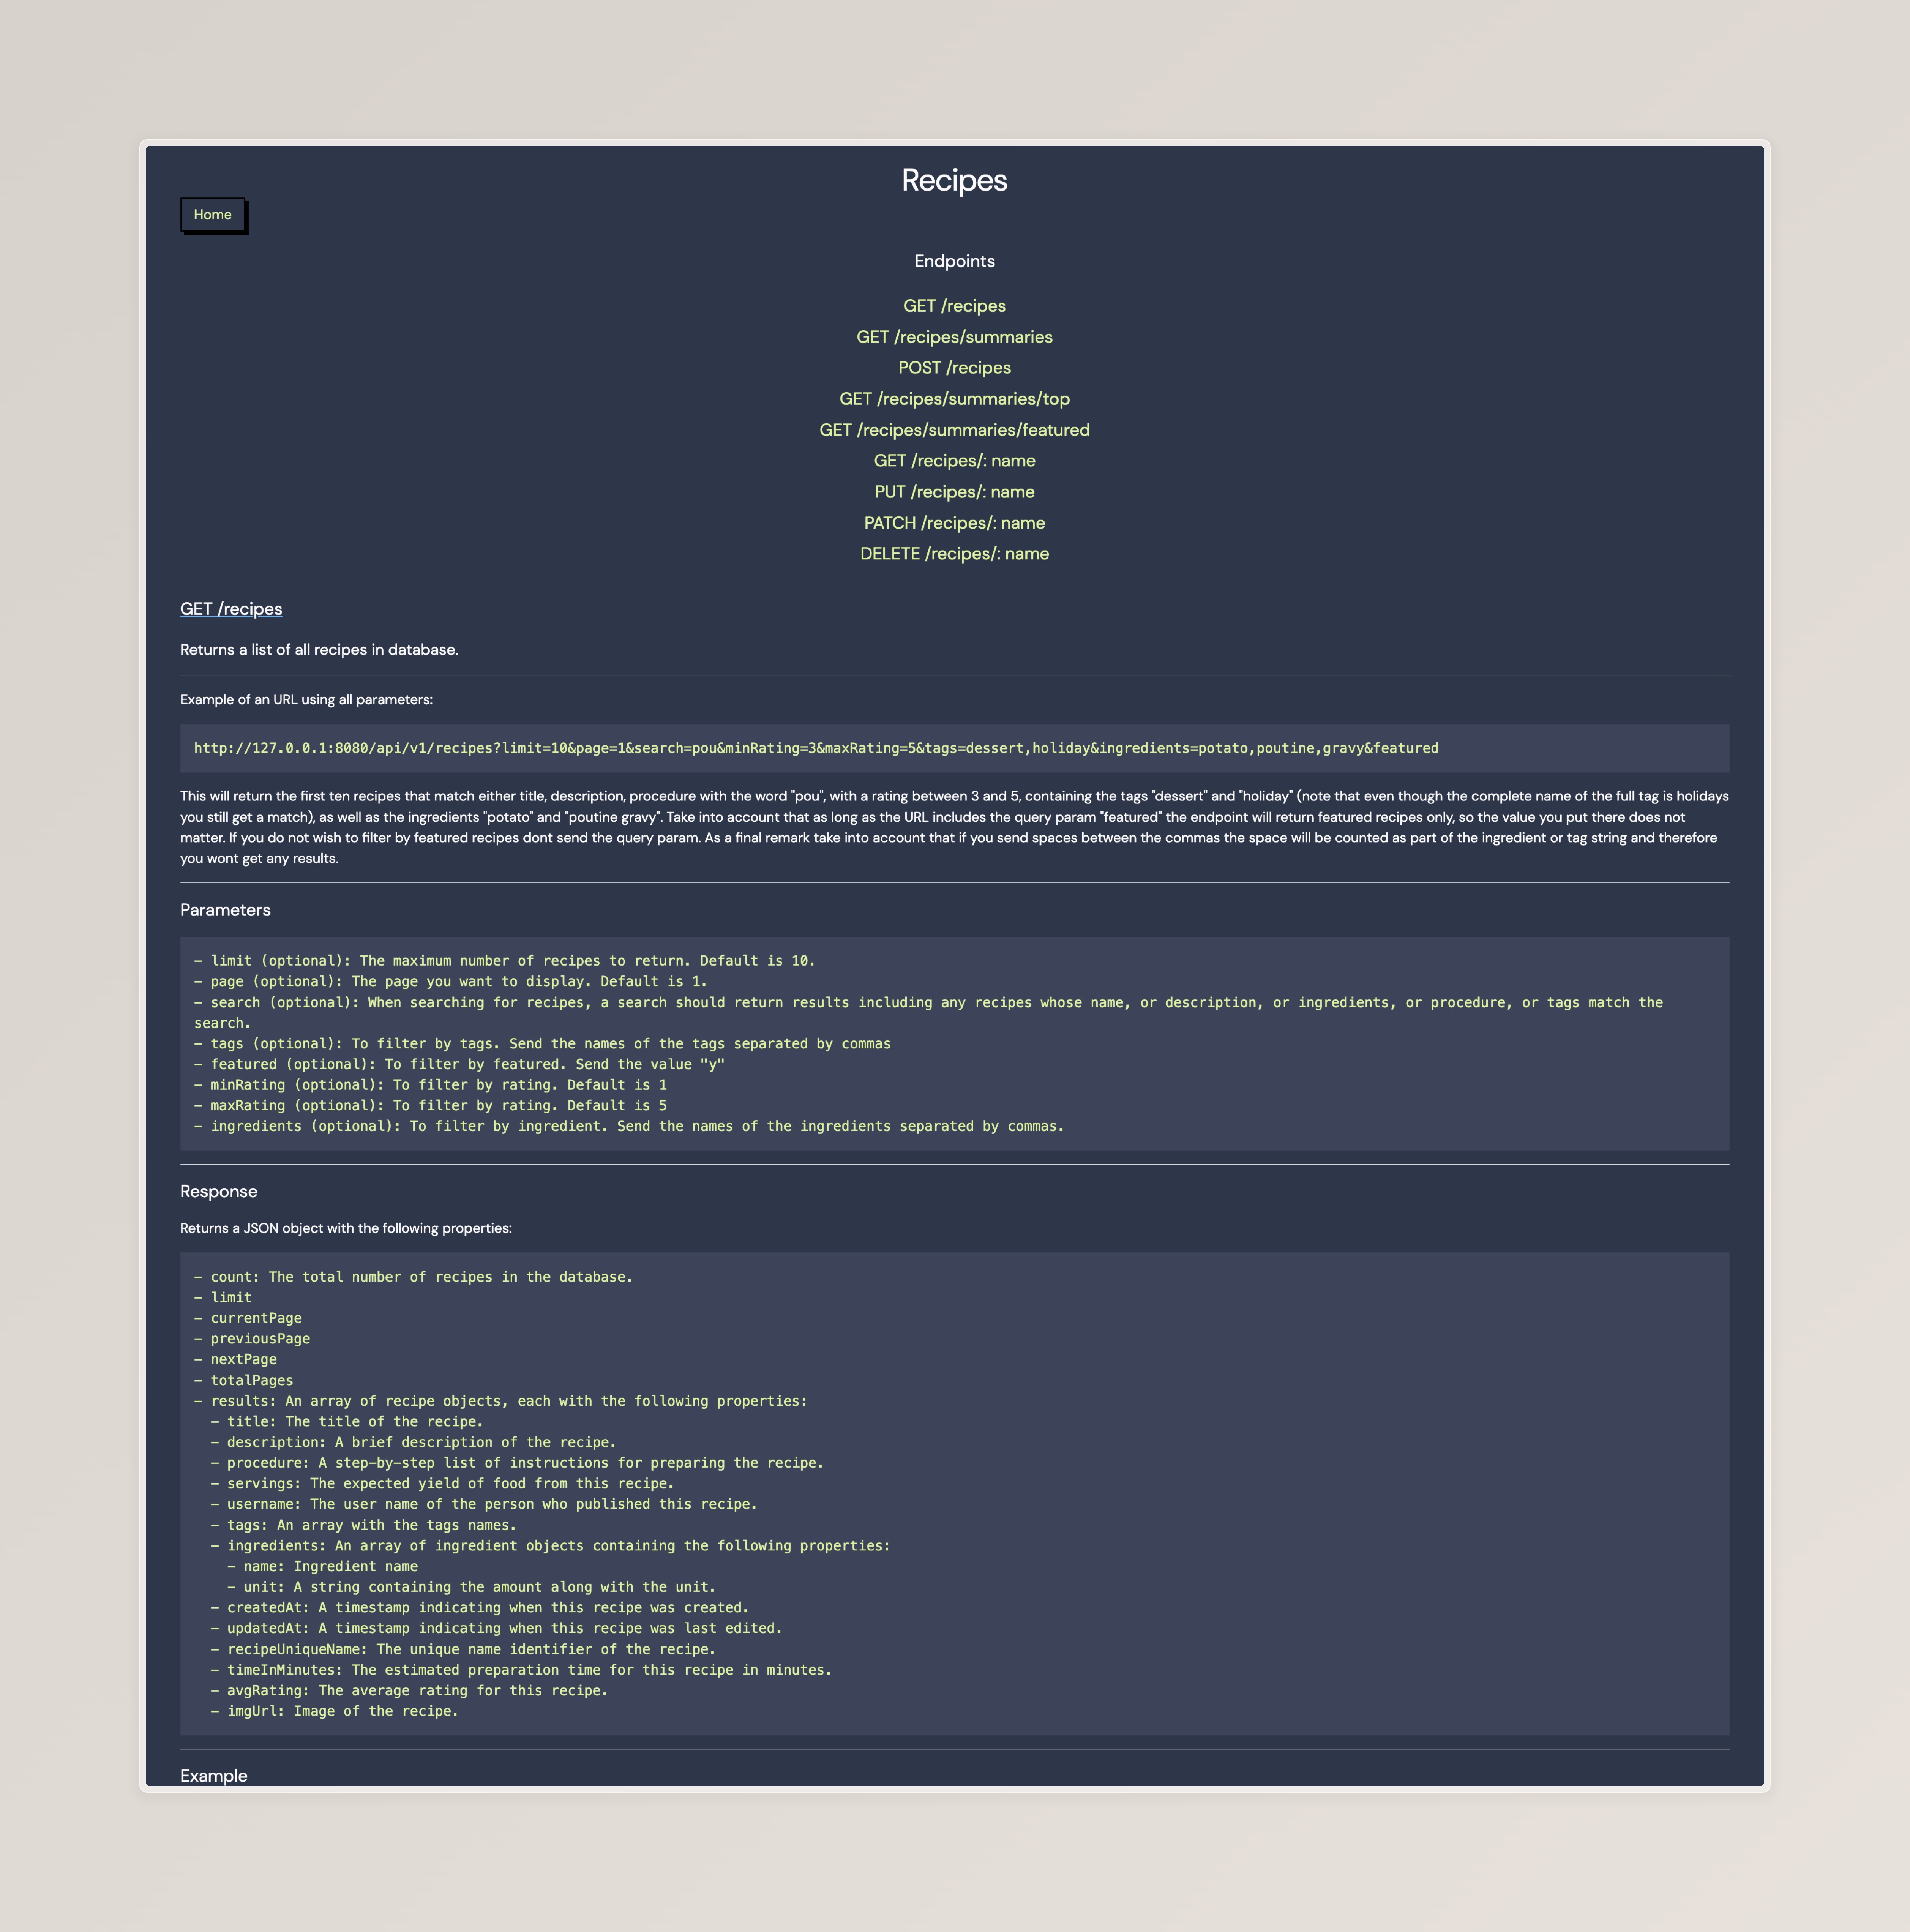 Recipes
Home
Endpoints
GET /recipes
GET /recipes/summaries
POST /recipes
GET /recipes/summaries/top
GET /recipes/summaries/featured
GET /recipes/: name
PUT /recipes/: name
PATCH /recipes/: name
DELETE /recipes/: name
GET /recipes
Returns a list of all recipes in database.
Example of an URL using all parameters:
http://127.0.0.1:8080/api/v1/recipes?limit=10&page=1&search=pou&minRating=3&maxRating=5&tags=dessert,holiday&ingredients=potato,poutine,gravy&featured
This will return the first ten recipes that match either title, description, procedure with the word "pou", with a rating between 3 and 5, containing the tags "dessert" and "holiday" (note that even though the complete name of the full tag is holidays
you still get a match), as well as the ingredients "potato" and "poutine gravy". Take into account that as long as the URL includes the query param "featured" the endpoint will return featured recipes only, so the value you put there does not
matter. If you do not wish to filter by featured recipes dont send the query param. As a final remark take into account that if you send spaces between the commas the space will be counted as part of the ingredient or tag string and therefore
you wont get any results.
Parameters
- limit (optional): The maximum number of recipes to return. Default is 10.
- page (optional): The page you want to display. Default is 1.
- search (optional): When searching for recipes, a search should return results including any recipes whose name, or description, or ingredients, or procedure, or tags match the
search.
- tags (optional): To filter by tags. Send the names of the tags separated by commas
- featured (optional): To filter by featured. Send the value "y"
- minRating (optional): To filter by rating. Default is 1
- maxRating (optional): To filter by rating. Default is 5
- ingredients (optional): To filter by ingredient. Send the names of the ingredients separated by commas.
Response
Returns a JSON object with the following properties:
- count: The total number of recipes in the database.
- limit
- currentPage
- previousPage
- nextPage
- totalPages
- results: An array of recipe objects, each with the following properties:
  - title: The title of the recipe.
  - description: A brief description of the recipe.
  - procedure: A step-by-step list of instructions for preparing the recipe.
  - servings: The expected yield of food from this recipe.
  - username: The user name of the person who published this recipe.
  - tags: An array with the tags names.
  - ingredients: An array of ingredient objects containing the following properties:
    - name: Ingredient name
    - unit: A string containing the amount along with the unit.
  - createdAt: A timestamp indicating when this recipe was created.
  - updatedAt: A timestamp indicating when this recipe was last edited.
  - recipeUniqueName: The unique name identifier of the recipe.
  - timeInMinutes: The estimated preparation time for this recipe in minutes.
  - avgRating: The average rating for this recipe.
  - imgUrl: Image of the recipe.
Example